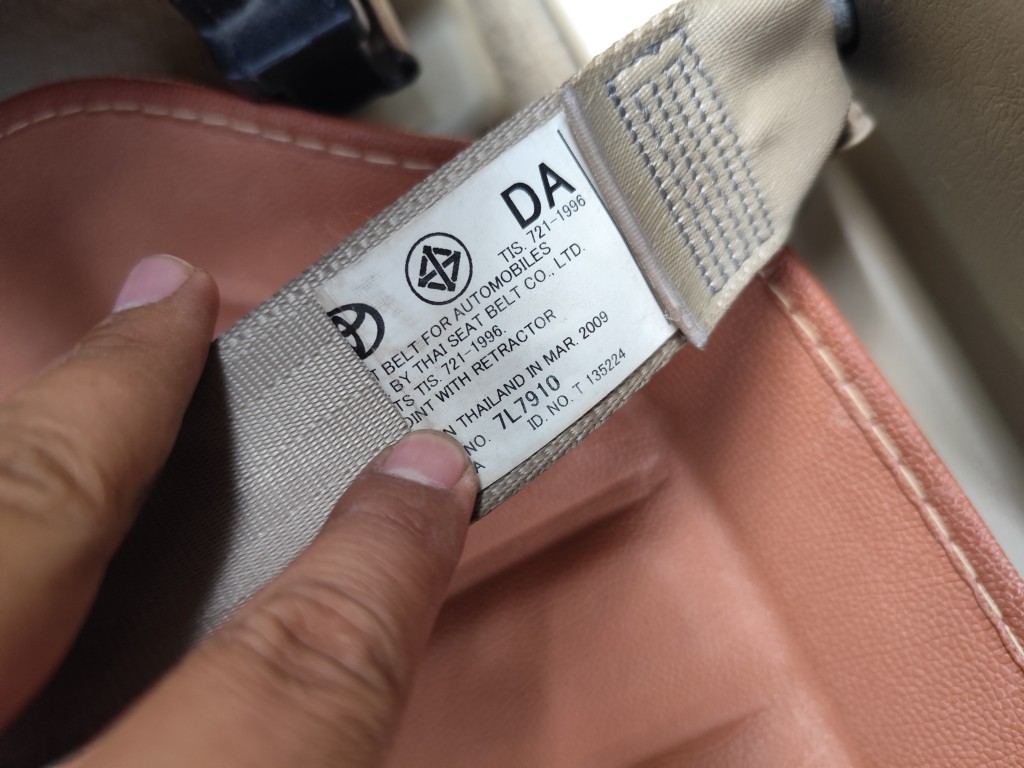 DA
TIS. 721-1996
T BELT FOR AUTOMOBILES
BY THAI SEAT BELT CO., LTD.
TS TIS. 721-1996.
OINT WITH RETRACTOR
N THAILAND IN MAR. 2009
NO. 7L7910
A ID. NO. T 135224